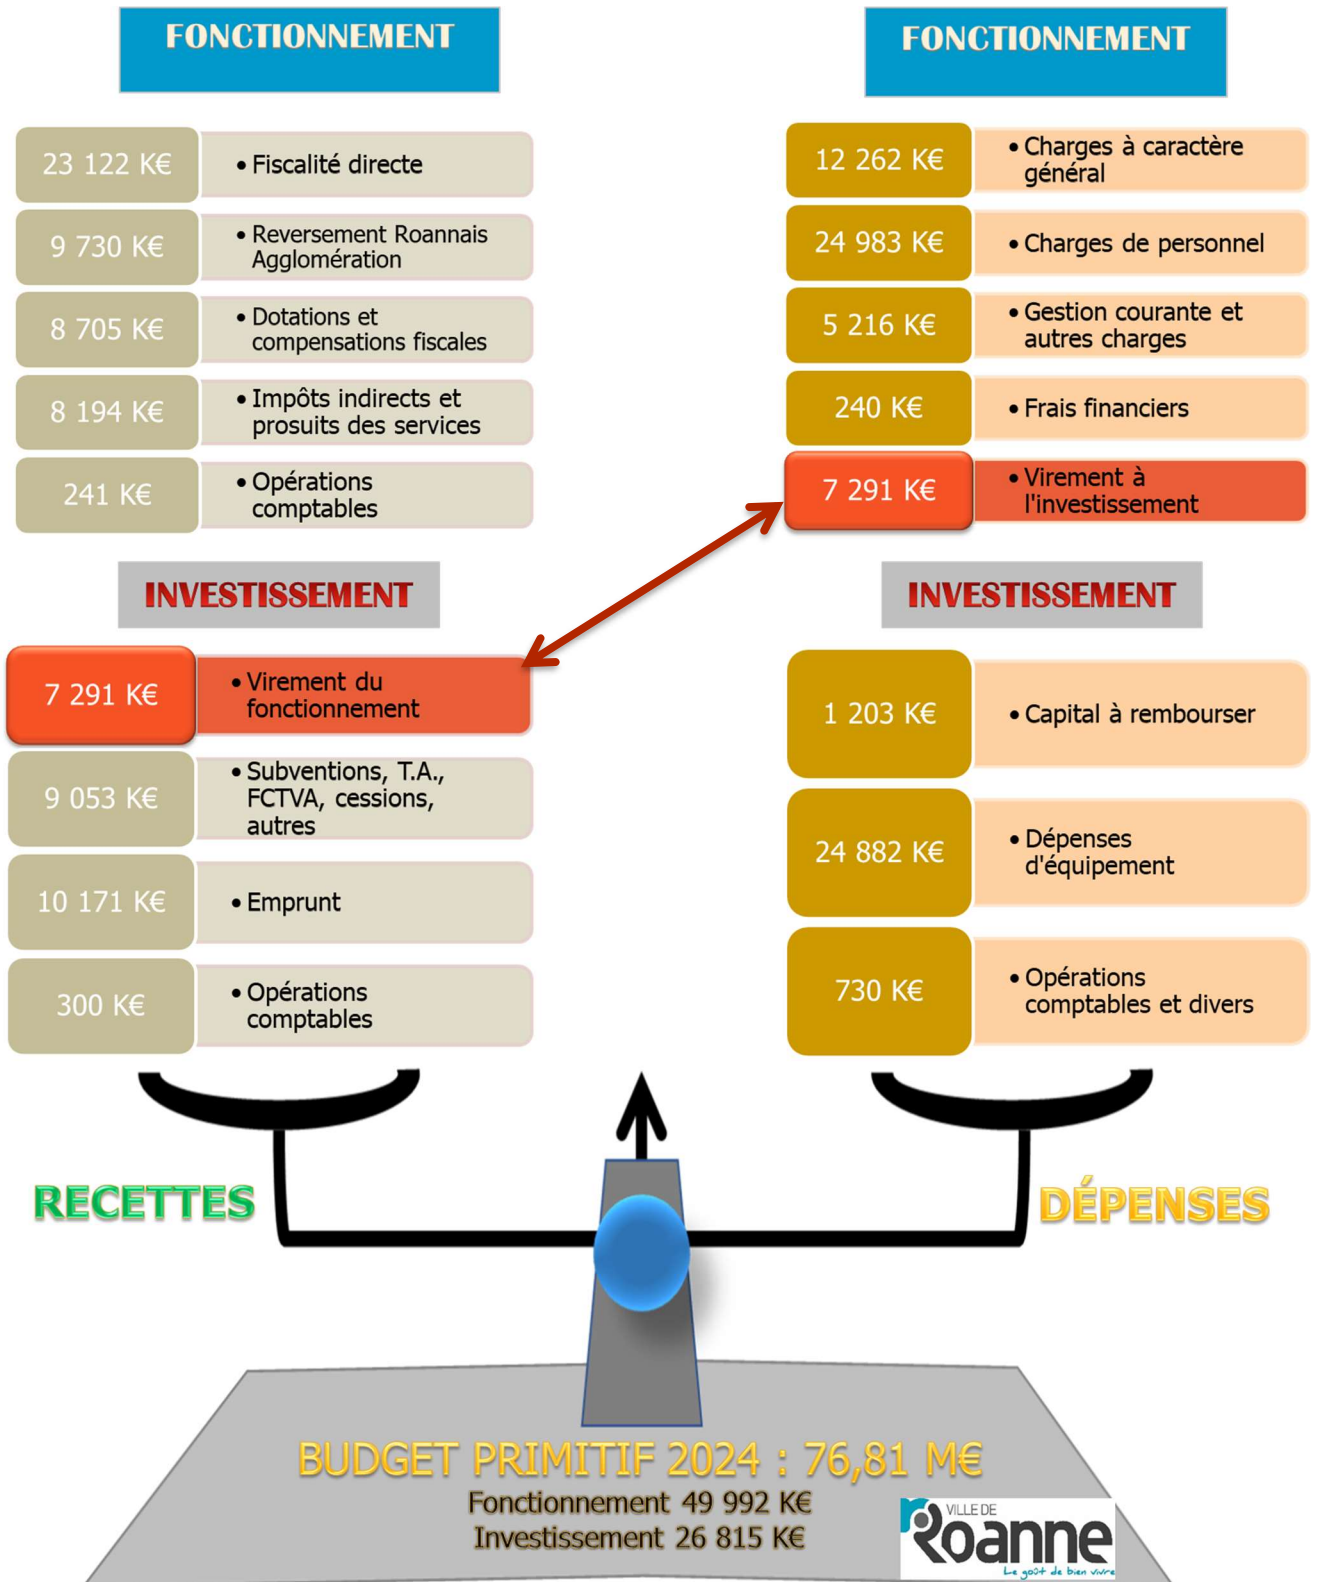 FONCTIONNEMENT
23 122 K€
• Fiscalité directe
9 730 K€
• Reversement Roannais
Agglomération
8 705 K€
• Dotations et
compensations fiscales
8 194 K€
• Impôts indirects et
prosuits des services
241 K€
• Opérations
comptables
INVESTISSEMENT
7 291 K€
• Virement du
fonctionnement
9 053 K€
• Subventions, T.A.,
FCTVA, cessions,
autres
10 171 K€
• Emprunt
300 K€
• Opérations
comptables
RECETTES
FONCTIONNEMENT
12 262 K€
• Charges à caractère
général
24 983 K€
• Charges de personnel
5 216 K€
• Gestion courante et
autres charges
240 K€
• Frais financiers
7 291 K€
• Virement à
l'investissement
INVESTISSEMENT
1 203 K€
• Capital à rembourser
24 882 K€
• Dépenses
d'équipement
730 K€
• Opérations
comptables et divers
DÉPENSES
BUDGET PRIMITIF 2024 : 76,81 M€
Fonctionnement 49 992 K€
Investissement 26 815 K€
VILLE DE
Roanne
Le goût de bien vivre